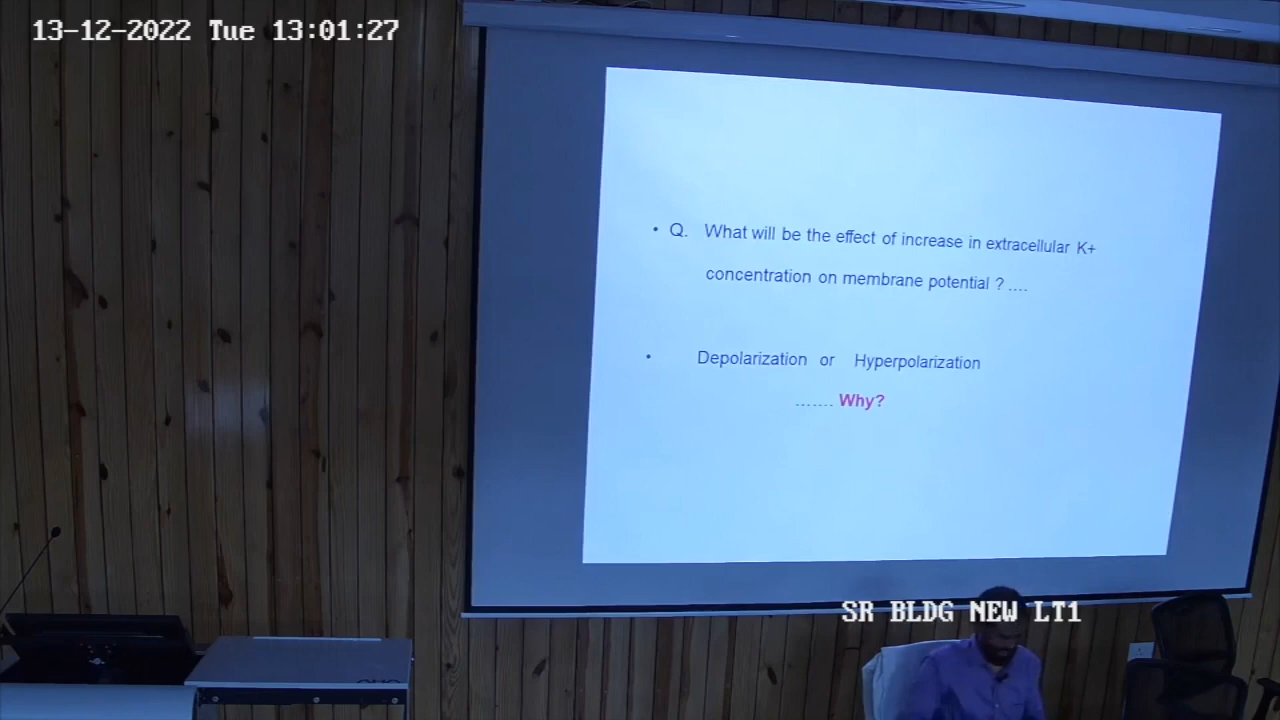 13-12-2022 Tue 13:01:27
• Q. What will be the effect of increase in extracellular K+
concentration on membrane potential ? ....
• Depolarization or Hyperpolarization
....... Why?
SR BLDG NEW LT1